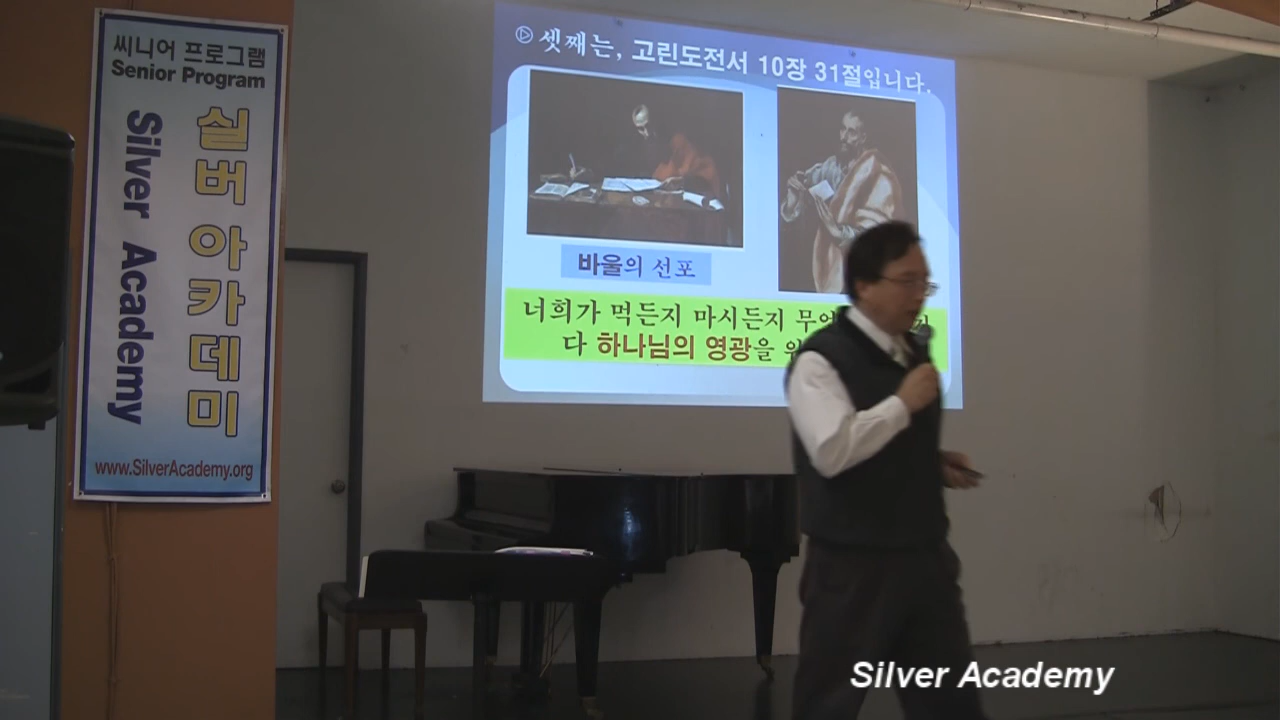 씨니어 프로그램
Senior Program
실버 아카데미
Silver Academy
www.SilverAcademy.org
셋째는, 고린도전서 10장 31절입니다.
바울의 선포
너희가 먹든지 마시든지
다 하나님의 영광을
Silver Academy